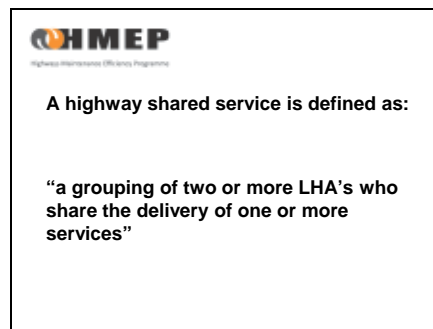 HMEP
Highways Maintenance Efficiency Programme
A highway shared service is defined as:
“a grouping of two or more LHA’s who
share the delivery of one or more
services”